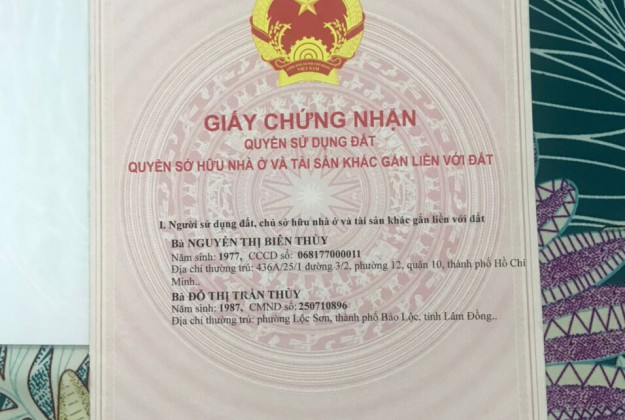 VIỆT NAM
GIẤY CHỨNG NHẬN
QUYỀN SỬ DỤNG ĐẤT
QUYỀN SỞ HỮU NHÀ Ở VÀ TÀI SẢN KHÁC GẮN LIỀN VỚI ĐẤT
I. Người sử dụng đất, chủ sở hữu nhà ở và tài sản khác gắn liền với đất
Bà NGUYỄN THỊ BIÊN THÙY
Năm sinh: 1977, CCCD số: 068177000011
Địa chỉ thường trú: 436A/25/1 đường 3/2, phường 12, quận 10, thành phố Hồ Chí
Minh..
Bà ĐỖ THỊ TRẦN THÙY
Năm sinh: 1987, CMND số: 250710896
Địa chỉ thường trú: phường Lộc Sơn, thành phố Bảo Lộc, tỉnh Lâm Đồng..